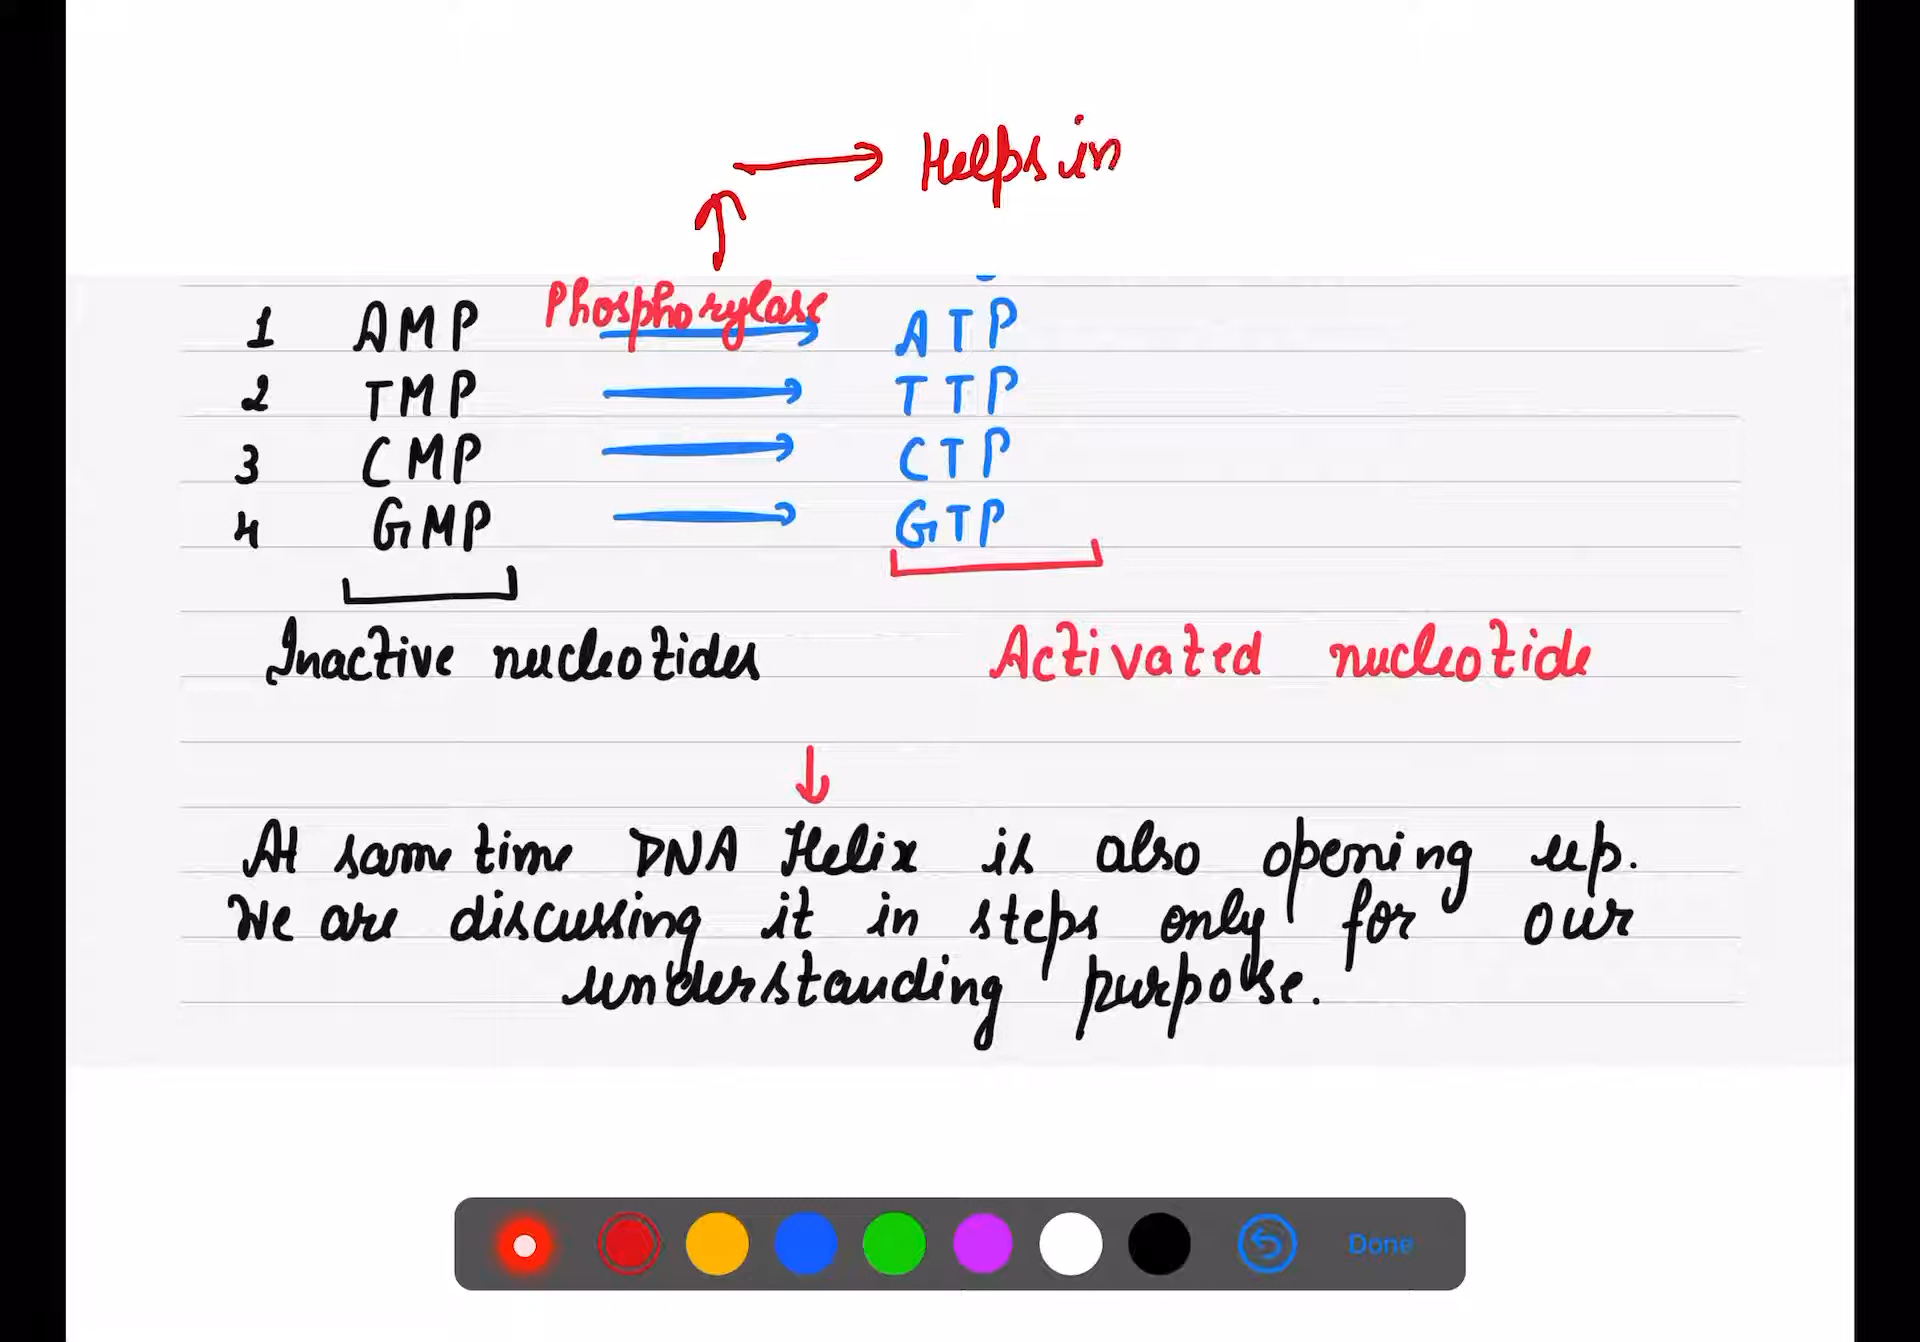 Helps in
Phosphorylase
1 AMP ATP
2 TMP TTP
3 CMP CTP
4 GMP GTP
Inactive nucleotides Activated nucleotide
At same time DNA Helix is also opening up.
We are discussing it in steps only for our
understanding purpose.
Done